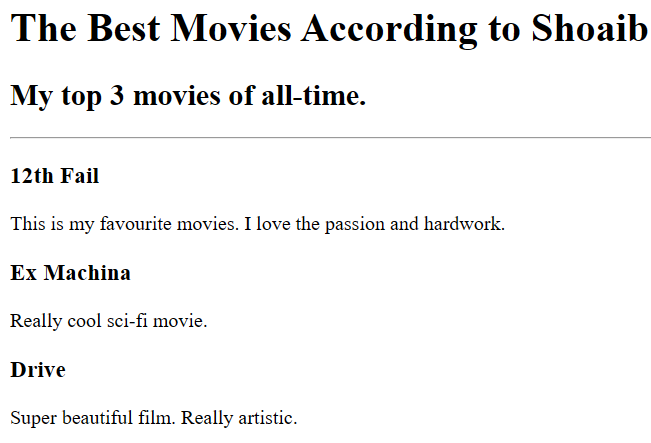 The Best Movies According to Shoaib
My top 3 movies of all-time.
12th Fail
This is my favourite movies. I love the passion and hardwork.
Ex Machina
Really cool sci-fi movie.
Drive
Super beautiful film. Really artistic.